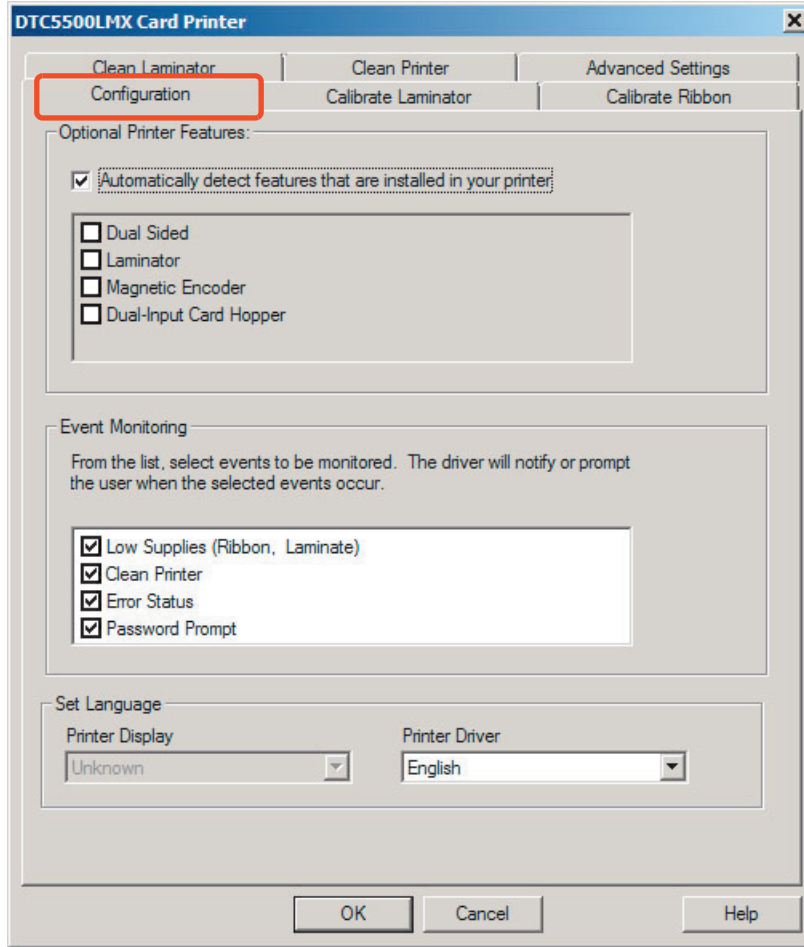 DTC5500LMX Card Printer
Clean Laminator
Clean Printer
Advanced Settings
Configuration
Calibrate Laminator
Calibrate Ribbon
Optional Printer Features:
Automatically detect features that are installed in your printer
Dual Sided
Laminator
Magnetic Encoder
Dual-Input Card Hopper
Event Monitoring
From the list, select events to be monitored.  The driver will notify or prompt
the user when the selected events occur.
Low Supplies (Ribbon,  Laminate)
Clean Printer
Error Status
Password Prompt
Set Language
Printer Display
Printer Driver
Unknown
English
OK
Cancel
Help